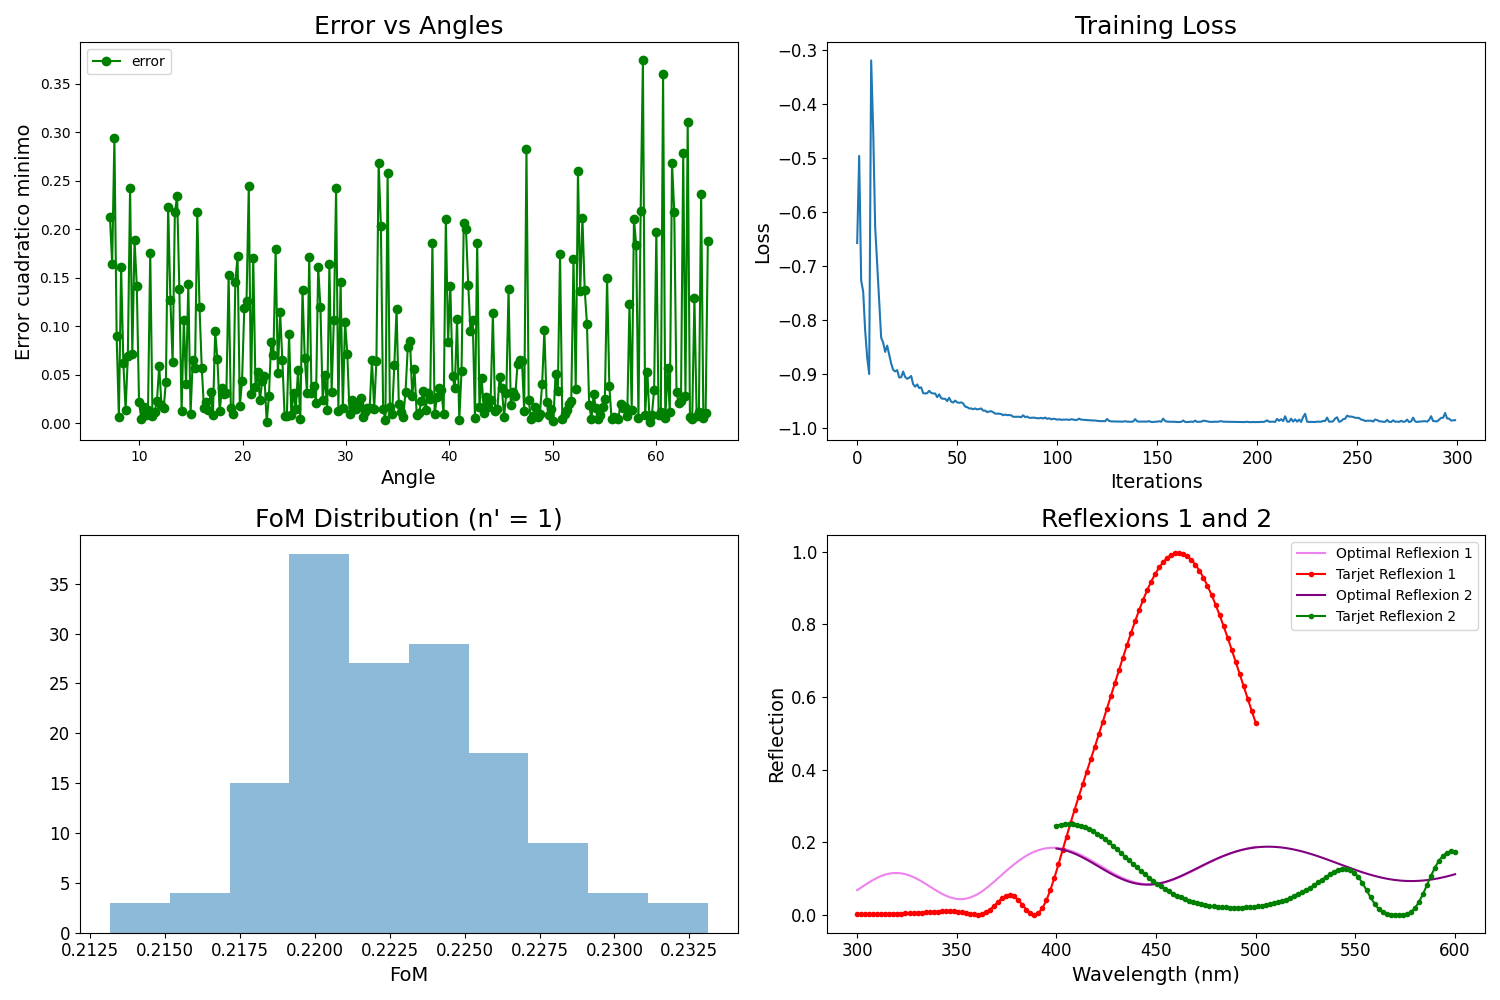 Error vs Angles
error
Error cuadratico minimo
0.35
0.30
0.25
0.20
0.15
0.10
0.05
0.00
10 20 30 40 50 60
Angle
Training Loss
Loss
−0.3
−0.4
−0.5
−0.6
−0.7
−0.8
−0.9
−1.0
0 50 100 150 200 250 300
Iterations
FoM Distribution (n' = 1)
35
30
25
20
15
10
5
0
0.2125 0.2150 0.2175 0.2200 0.2225 0.2250 0.2275 0.2300 0.2325
FoM
Reflexions 1 and 2
Optimal Reflexion 1
Tarjet Reflexion 1
Optimal Reflexion 2
Tarjet Reflexion 2
Reflection
1.0
0.8
0.6
0.4
0.2
0.0
300 350 400 450 500 550 600
Wavelength (nm)